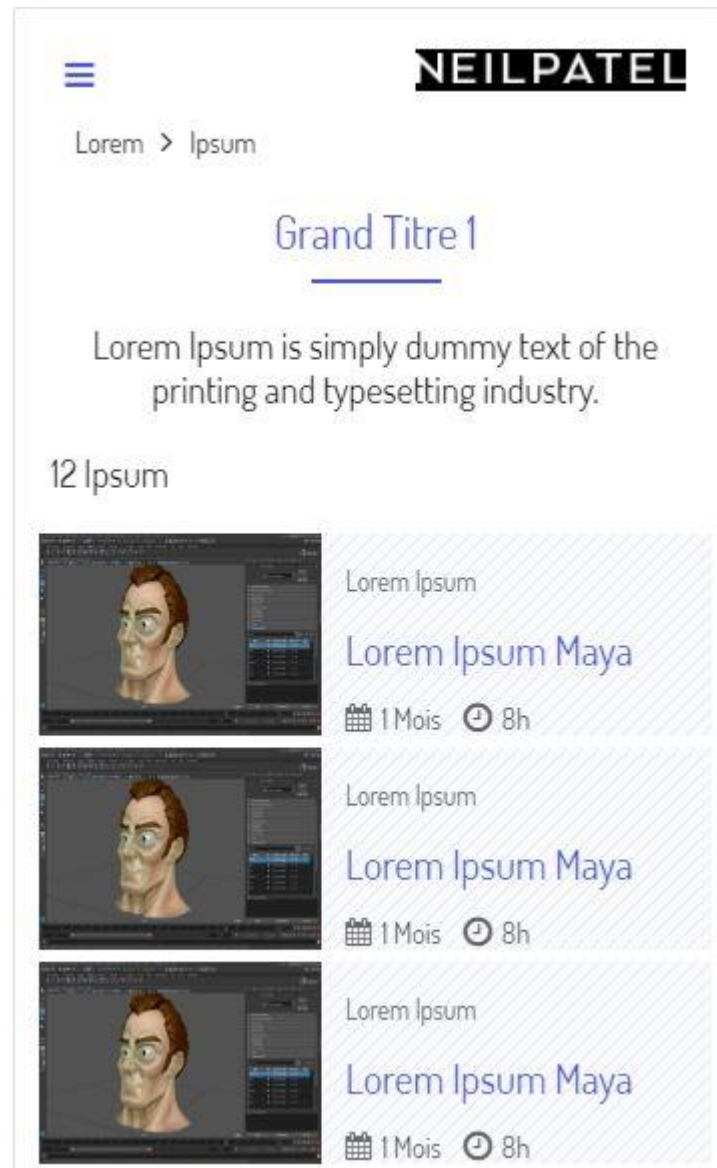 NEILPATEL
Lorem > Ipsum
Grand Titre 1
Lorem Ipsum is simply dummy text of the
printing and typesetting industry.
12 Ipsum
Lorem Ipsum
Lorem Ipsum Maya
1 Mois 8h
Lorem Ipsum
Lorem Ipsum Maya
1 Mois 8h
Lorem Ipsum
Lorem Ipsum Maya
1 Mois 8h